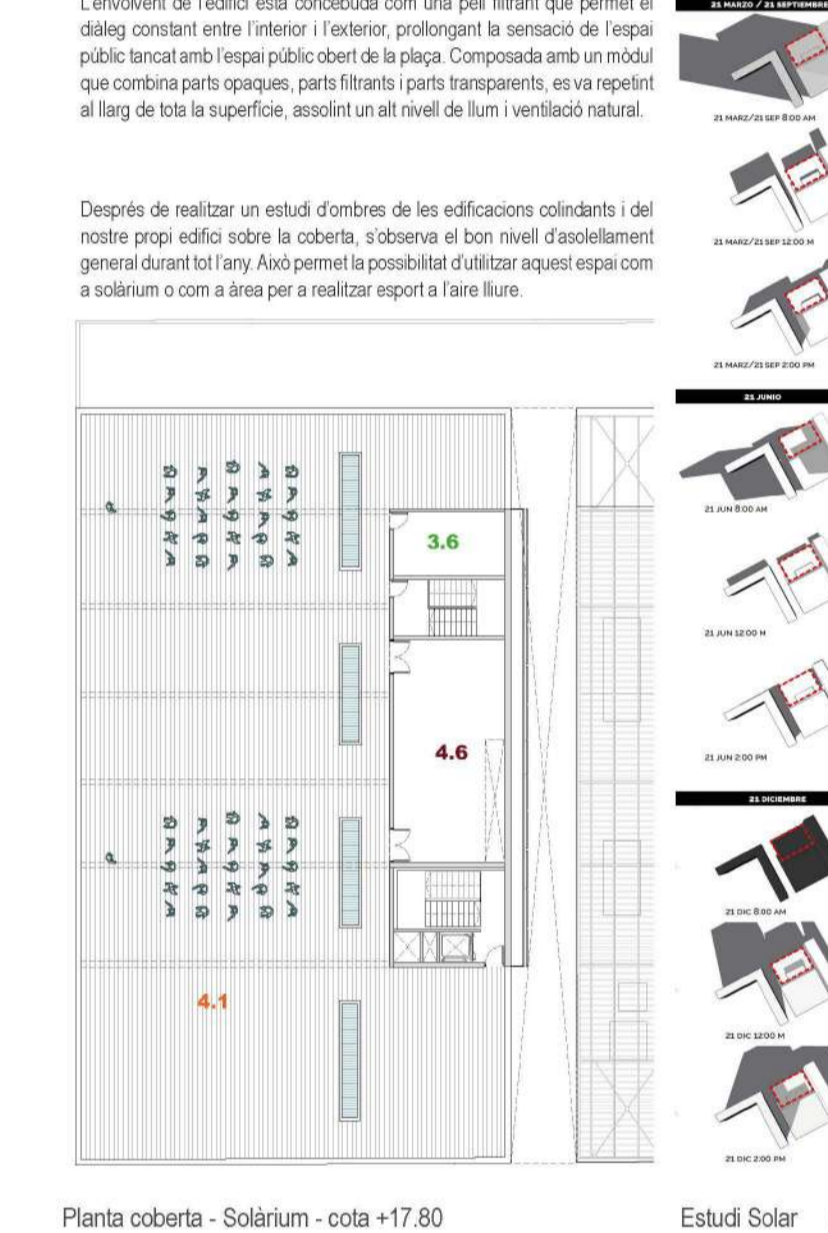 L'envolvent de l'edifici està concebuda com una pell filtrant que permet el
diàleg constant entre l'interior i l'exterior, prollongant la sensació de l'espai
públic tancat amb l'espai públic obert de la plaça. Composada amb un mòdul
que combina parts opaques, parts filtrants i parts transparents, es va repetint
al llarg de tota la superfície, assolint un alt nivell de llum i ventilació natural.
Després de realitzar un estudi d'ombres de les edificacions colindants i del
nostre propi edifici sobre la coberta, s'observa el bon nivell d'asolellament
general durant tot l'any. Això permet la possibilitat d'utilitzar aquest espai com
a solàrium o com a àrea per a realitzar esport a l'aire lliure.
3.6
4.6
4.1
Planta coberta - Solàrium - cota +17.80
21 MARZO / 21 SEPTIEMBRE
21 MARZ/21 SEP 8:00 AM
21 MARZ/21 SEP 12:00 M
21 MARZ/21 SEP 2:00 PM
21 JUNIO
21 JUN 8:00 AM
21 JUN 12:00 M
21 JUN 2:00 PM
21 DICIEMBRE
21 DIC 8:00 AM
21 DIC 12:00 M
21 DIC 2:00 PM
Estudi Solar